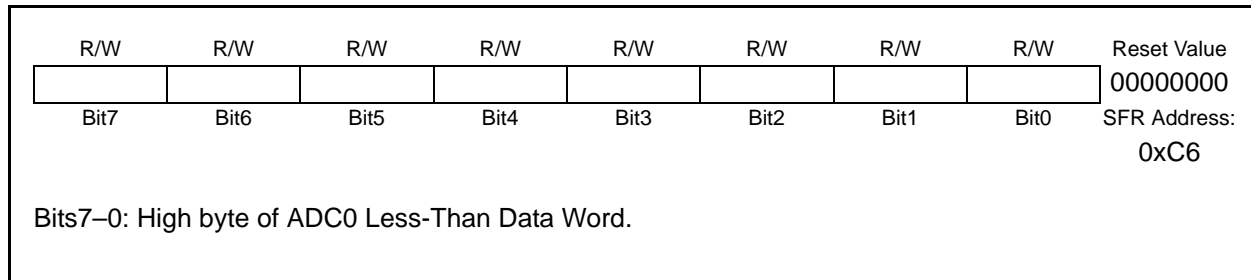 R/W R/W R/W R/W R/W R/W R/W R/W Reset Value
00000000
Bit7 Bit6 Bit5 Bit4 Bit3 Bit2 Bit1 Bit0 SFR Address:
0xC6
Bits7–0: High byte of ADC0 Less-Than Data Word.